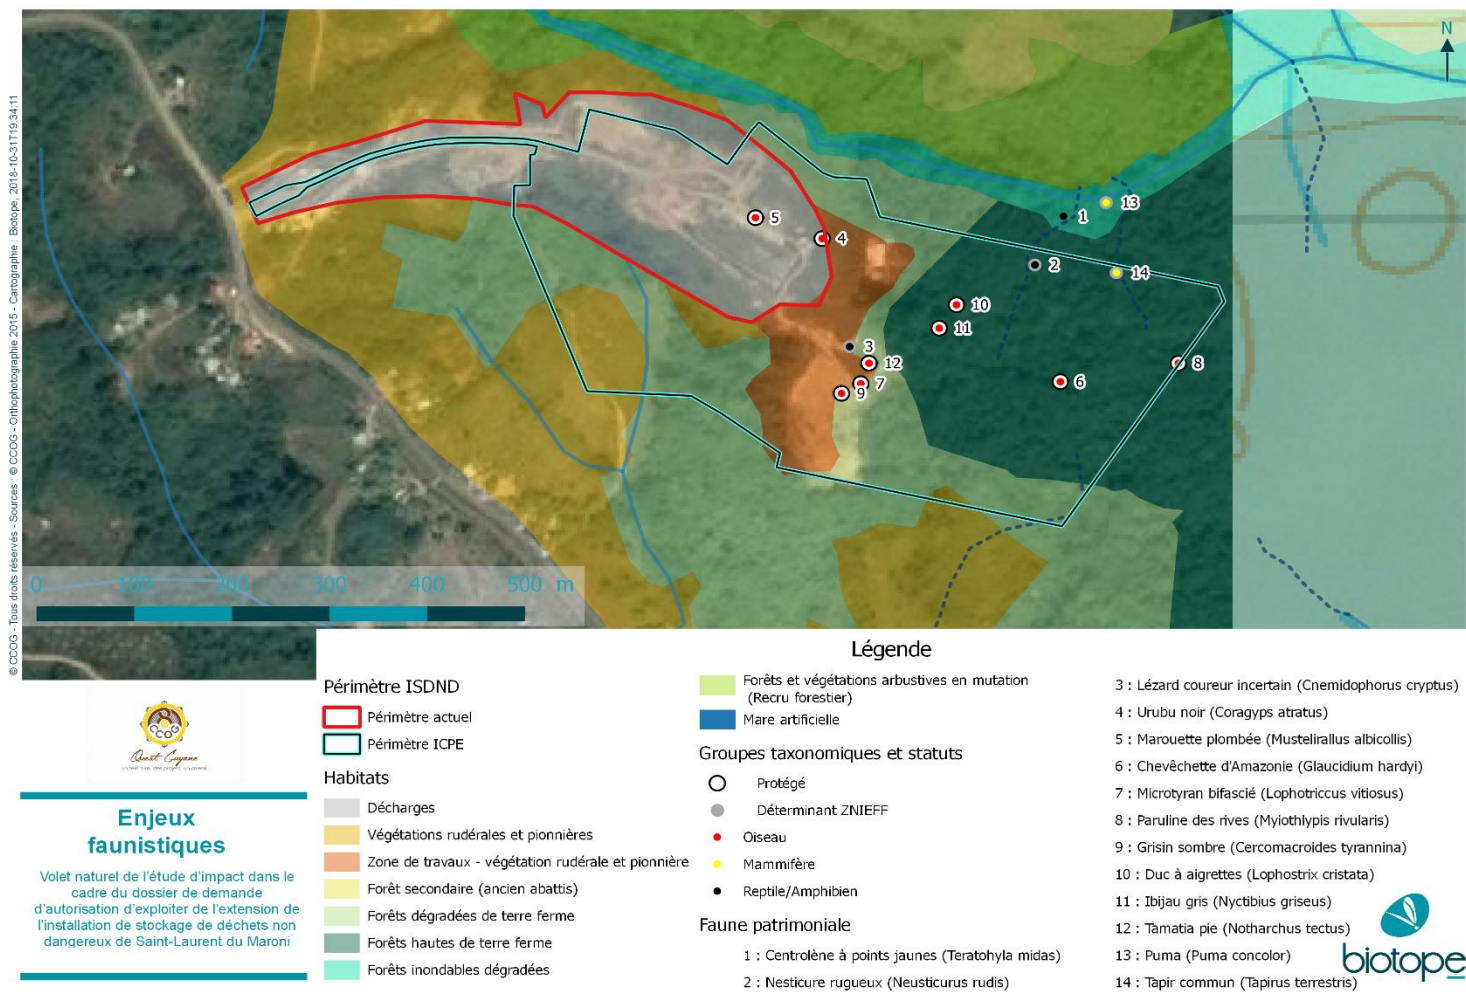 N
© CCOG - Tous droits réservés - Sources : © CCOG - Orthophotographie 2015 - Cartographie : Biotope, 2018-10-31T19:34:11
5
4
1
13
2
14
10
11
3
12
7
9
6
8
0 100 200 300 400 500 m
CCOG
Ouest Guyane
un territoire, des projets, un avenir
Enjeux
faunistiques
Volet naturel de l'étude d'impact dans le
cadre du dossier de demande
d'autorisation d'exploiter de l'extension de
l'installation de stockage de déchets non
dangereux de Saint-Laurent du Maroni
Légende
Périmètre ISDND
Périmètre actuel
Périmètre ICPE
Habitats
Décharges
Végétations rudérales et pionnières
Zone de travaux - végétation rudérale et pionnière
Forêt secondaire (ancien abattis)
Forêts dégradées de terre ferme
Forêts hautes de terre ferme
Forêts inondables dégradées
Forêts et végétations arbustives en mutation
(Recru forestier)
Mare artificielle
Groupes taxonomiques et statuts
Protégé
Déterminant ZNIEFF
Oiseau
Mammifère
Reptile/Amphibien
Faune patrimoniale
1 : Centrolène à points jaunes (Teratohyla midas)
2 : Nesticure rugueux (Neusticurus rudis)
3 : Lézard coureur incertain (Cnemidophorus cryptus)
4 : Urubu noir (Coragyps atratus)
5 : Marouette plombée (Mustelirallus albicollis)
6 : Chevêchette d'Amazonie (Glaucidium hardyi)
7 : Microtyran bifascié (Lophotriccus vitiosus)
8 : Paruline des rives (Myiothlypis rivularis)
9 : Grisin sombre (Cercomacroides tyrannina)
10 : Duc à aigrettes (Lophostrix cristata)
11 : Ibijau gris (Nyctibius griseus)
12 : Tamatia pie (Notharchus tectus)
13 : Puma (Puma concolor)
14 : Tapir commun (Tapirus terrestris)
biotope